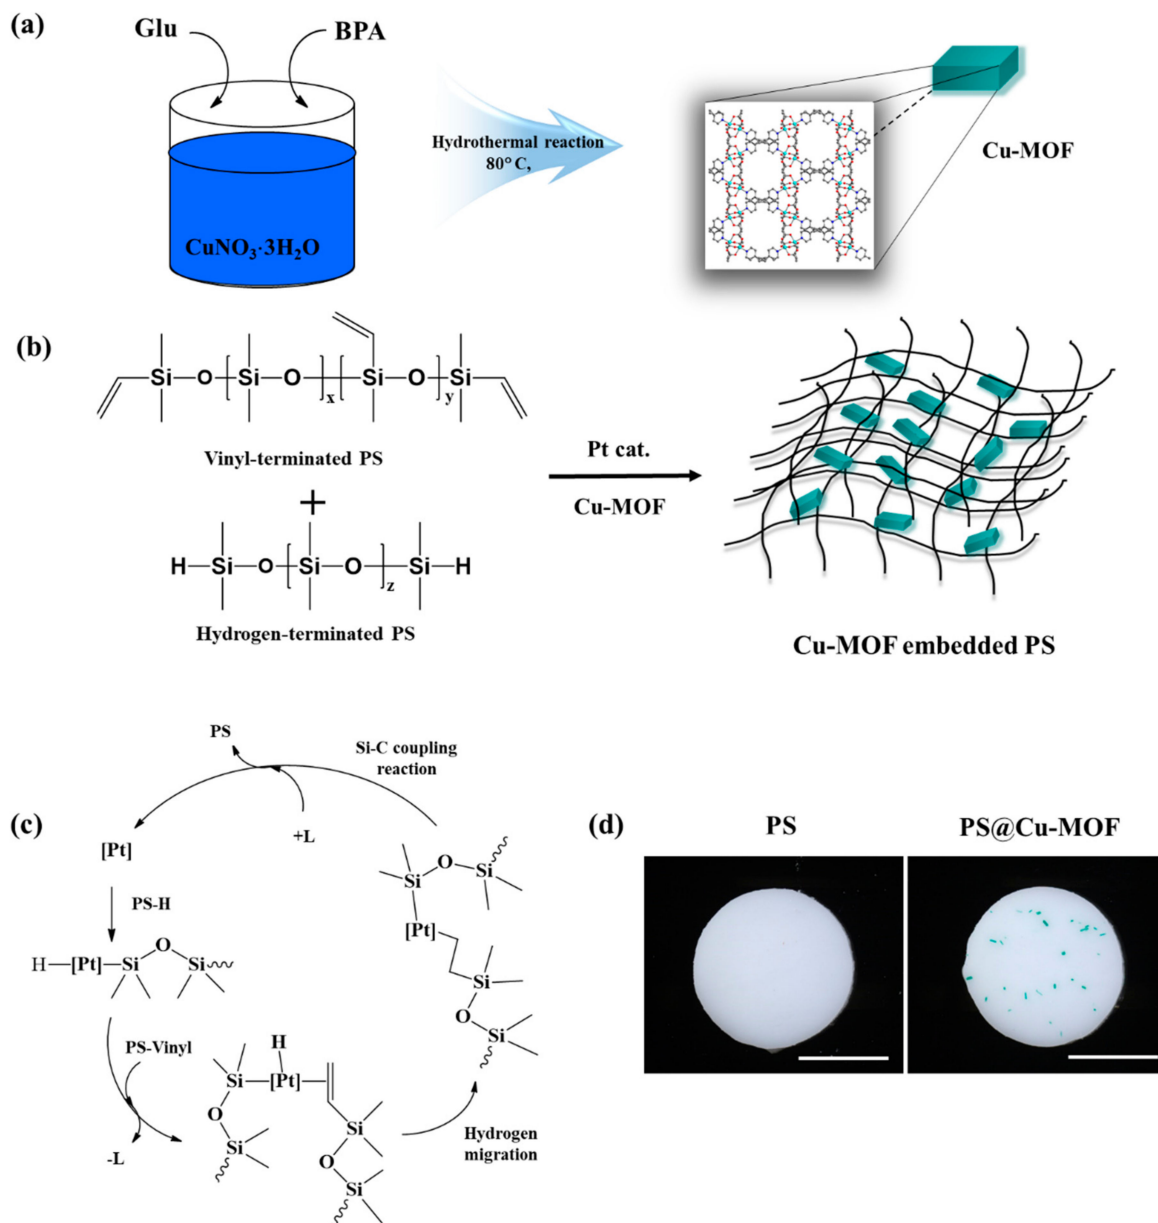 (a)
Glu
BPA
CuNO₃·3H₂O
Hydrothermal reaction
80° C,
Cu-MOF
(b)
Si—O—[Si—O—]x[Si—O—]ySi
Vinyl-terminated PS
+
H—Si—O—[Si—O—]zSi—H
Hydrogen-terminated PS
Pt cat.
Cu-MOF
Cu-MOF embedded PS
(c)
PS
Si-C coupling
reaction
+L
[Pt]
PS-H
H—[Pt]—Si
O
Si
PS-Vinyl
-L
H
Si—[Pt]
O
Si
Si
O
Si
Hydrogen
migration
Si
O
Si
[Pt]
Si
O
Si
(d)
PS
PS@Cu-MOF